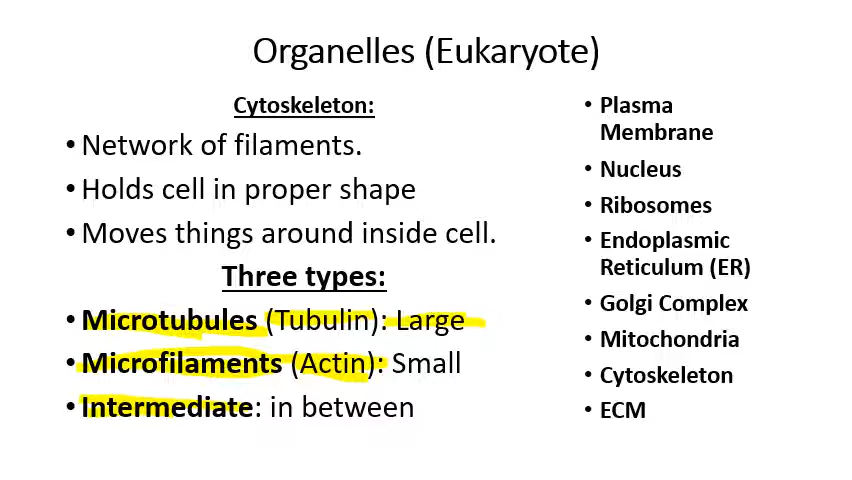 Organelles (Eukaryote)
Cytoskeleton:
• Network of filaments.
• Holds cell in proper shape
• Moves things around inside cell.
Three types:
• Microtubules (Tubulin): Large
• Microfilaments (Actin): Small
• Intermediate: in between
• Plasma
Membrane
• Nucleus
• Ribosomes
• Endoplasmic
Reticulum (ER)
• Golgi Complex
• Mitochondria
• Cytoskeleton
• ECM